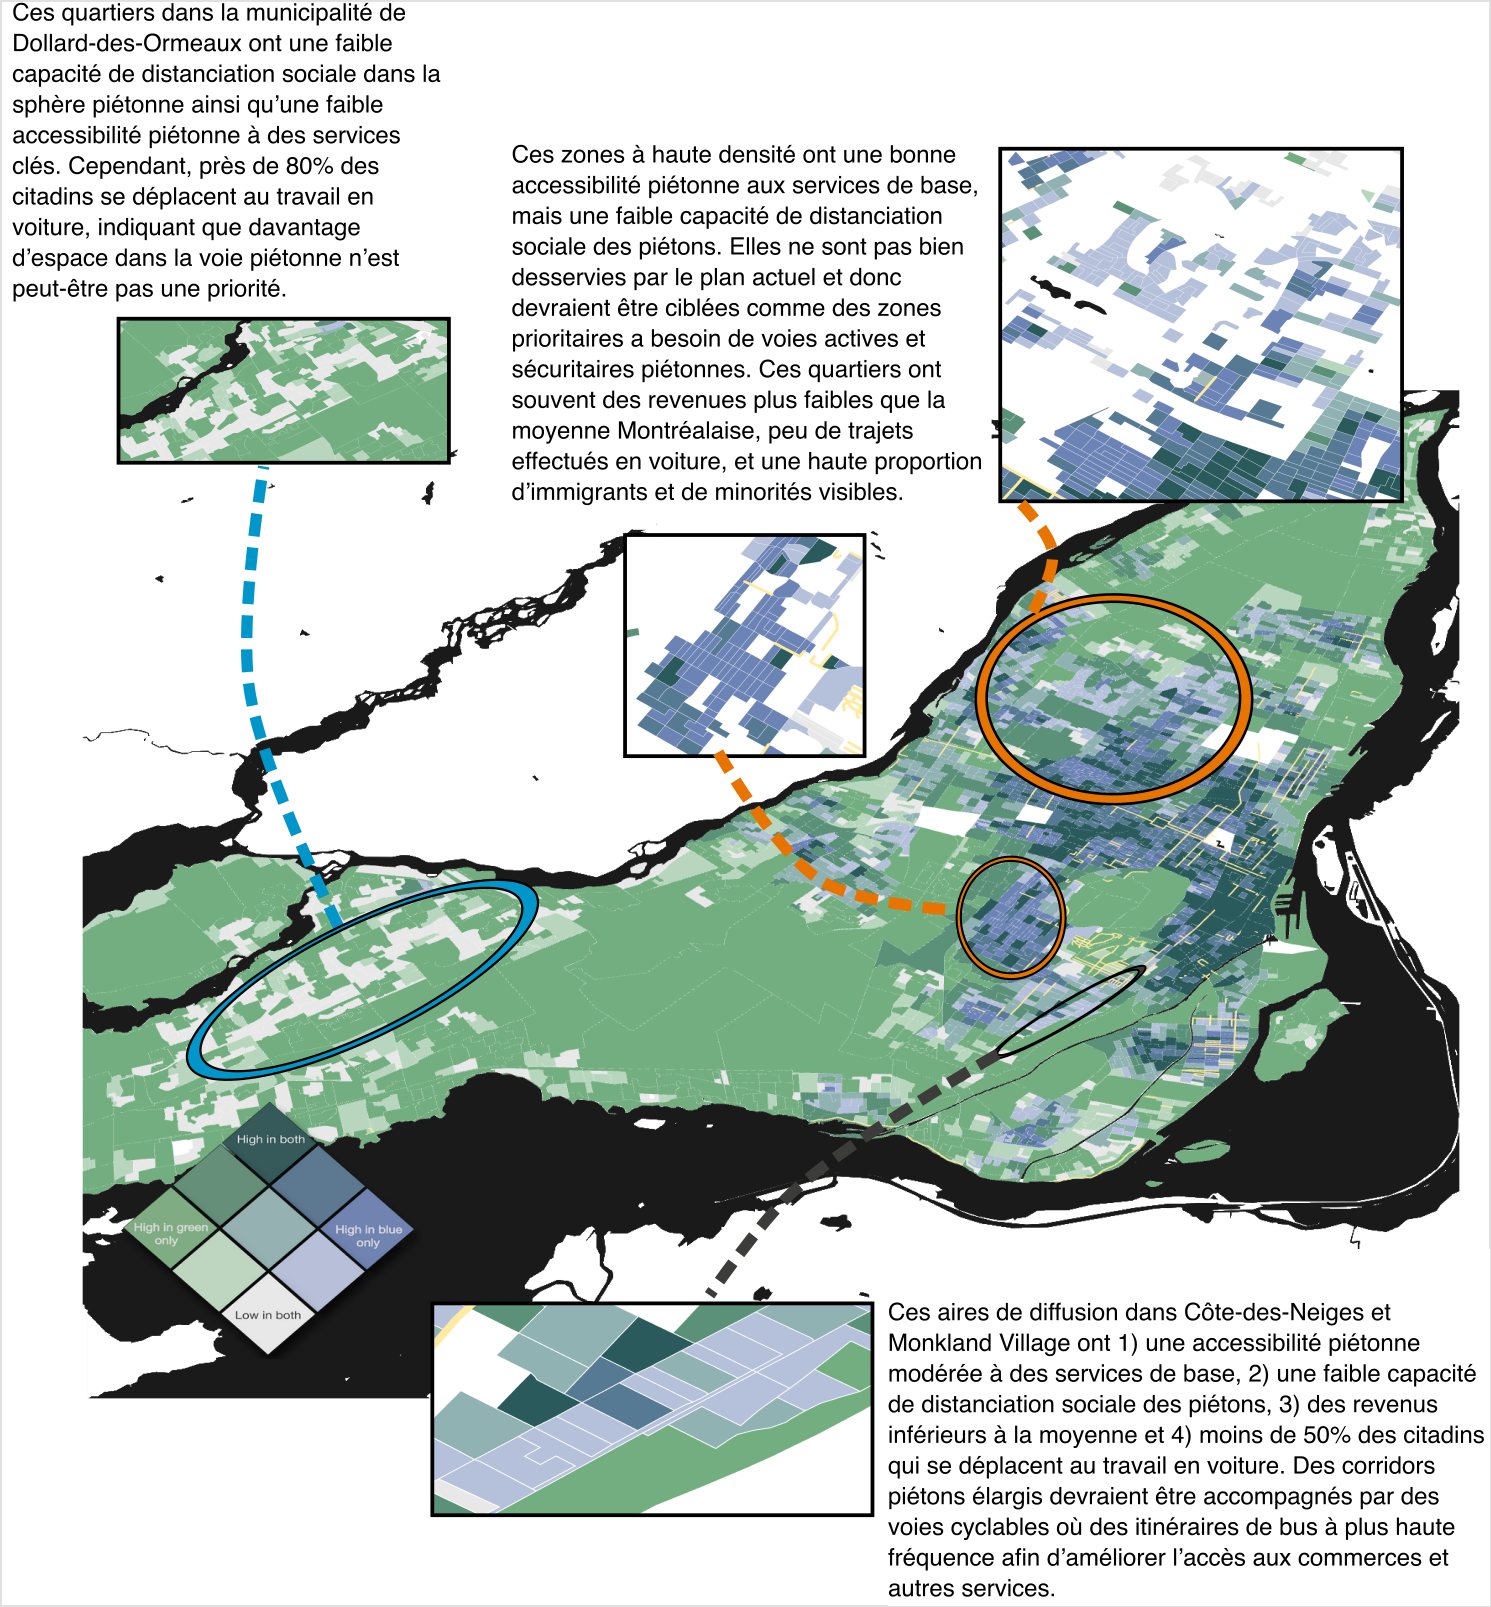 Ces quartiers dans la municipalité de
Dollard-des-Ormeaux ont une faible
capacité de distanciation sociale dans la
sphère piétonne ainsi qu'une faible
accessibilité piétonne à des services
clés. Cependant, près de 80% des
citadins se déplacent au travail en
voiture, indiquant que davantage
d'espace dans la voie piétonne n'est
peut-être pas une priorité.
Ces zones à haute densité ont une bonne
accessibilité piétonne aux services de base,
mais une faible capacité de distanciation
sociale des piétons. Elles ne sont pas bien
desservies par le plan actuel et donc
devraient être ciblées comme des zones
prioritaires a besoin de voies actives et
sécuritaires piétonnes. Ces quartiers ont
souvent des revenues plus faibles que la
moyenne Montréalaise, peu de trajets
effectués en voiture, et une haute proportion
d'immigrants et de minorités visibles.
High in both
High in green
only
High in blue
only
Low in both
Ces aires de diffusion dans Côte-des-Neiges et
Monkland Village ont 1) une accessibilité piétonne
modérée à des services de base, 2) une faible capacité
de distanciation sociale des piétons, 3) des revenus
inférieurs à la moyenne et 4) moins de 50% des citadins
qui se déplacent au travail en voiture. Des corridors
piétons élargis devraient être accompagnés par des
voies cyclables où des itinéraires de bus à plus haute
fréquence afin d'améliorer l'accès aux commerces et
autres services.